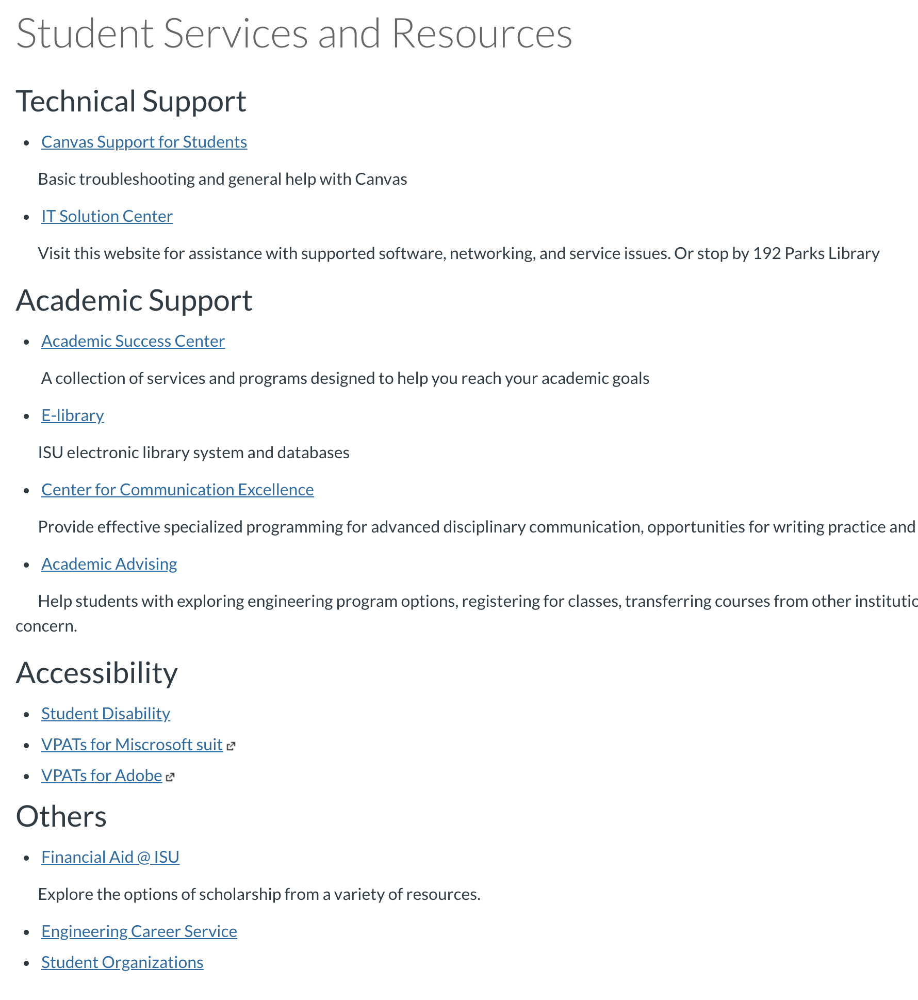 Student Services and Resources
Technical Support
Canvas Support for Students
Basic troubleshooting and general help with Canvas
IT Solution Center
Visit this website for assistance with supported software, networking, and service issues. Or stop by 192 Parks Library
Academic Support
Academic Success Center
A collection of services and programs designed to help you reach your academic goals
E-library
ISU electronic library system and databases
Center for Communication Excellence
Provide effective specialized programming for advanced disciplinary communication, opportunities for writing practice and
Academic Advising
Help students with exploring engineering program options, registering for classes, transferring courses from other
concern.
Accessibility
Student Disability
VPATs for Miscrosoft suit
VPATs for Adobe
Others
Financial Aid @ ISU
Explore the options of scholarship from a variety of resources.
Engineering Career Service
Student Organizations